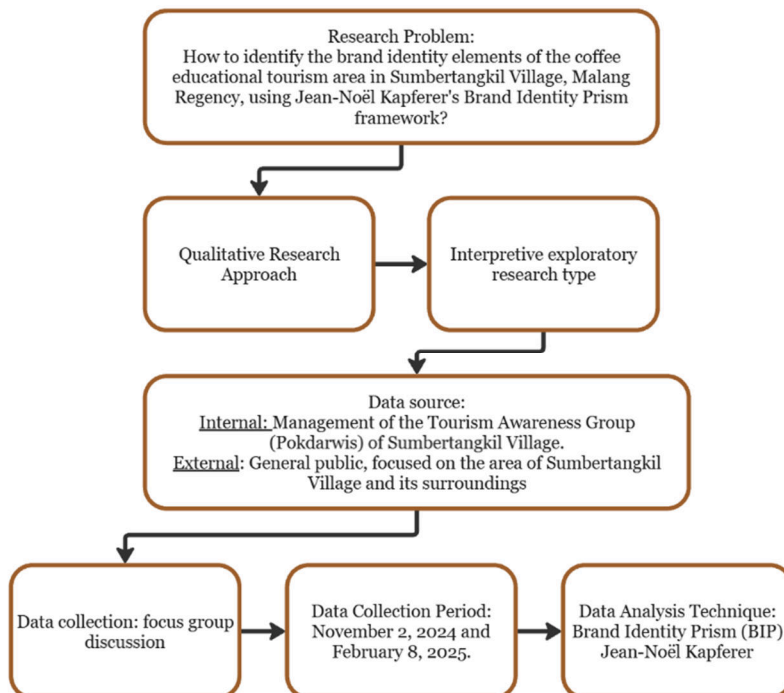 Research Problem:
How to identify the brand identity elements of the coffee
educational tourism area in Sumbertangkil Village, Malang
Regency, using Jean-Noël Kapferer's Brand Identity Prism
framework?
Qualitative Research
Approach
Interpretive exploratory
research type
Data source:
Internal: Management of the Tourism Awareness Group
(Pokdarwis) of Sumbertangkil Village.
External: General public, focused on the area of Sumbertangkil
Village and its surroundings
Data collection: focus group
discussion
Data Collection Period:
November 2, 2024 and
February 8, 2025.
Data Analysis Technique:
Brand Identity Prism (BIP)
Jean-Noël Kapferer